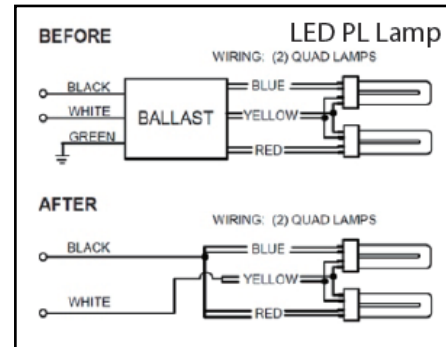 BEFORE
LED PL Lamp
WIRING: (2) QUAD LAMPS
BLACK
WHITE
GREEN
BALLAST
BLUE
YELLOW
RED
AFTER
WIRING: (2) QUAD LAMPS
BLACK
WHITE
BLUE
YELLOW
RED